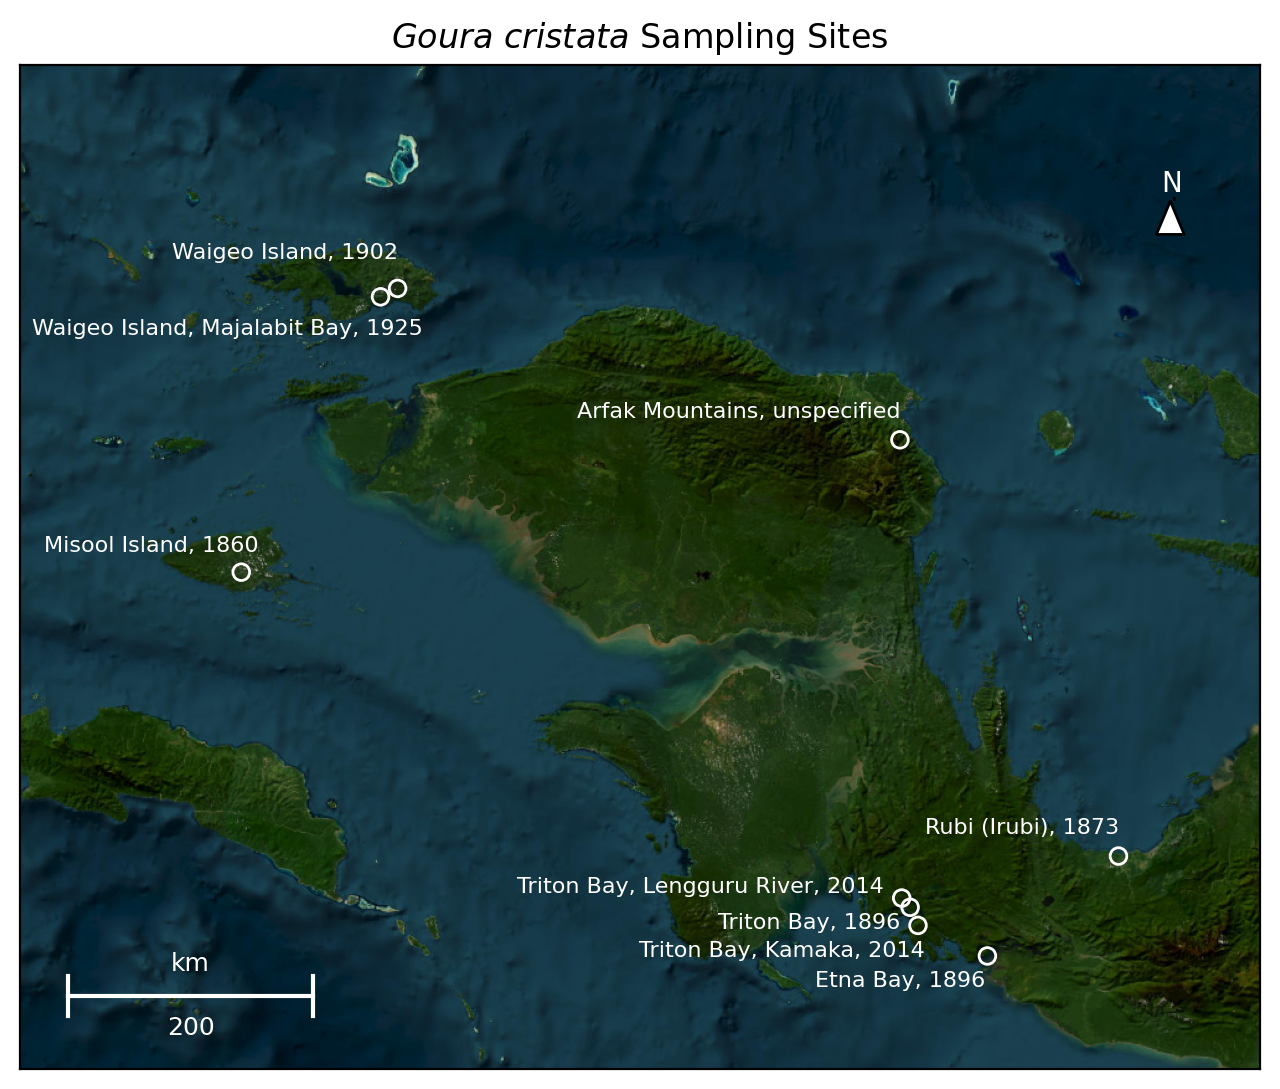 Goura cristata Sampling Sites
N
Waigeo Island, 1902
Waigeo Island, Majalabit Bay, 1925
Arfak Mountains, unspecified
Misool Island, 1860
Rubi (Irubi), 1873
Triton Bay, Lengguru River, 2014
Triton Bay, 1896
Triton Bay, Kamaka, 2014
Etna Bay, 1896
km
200